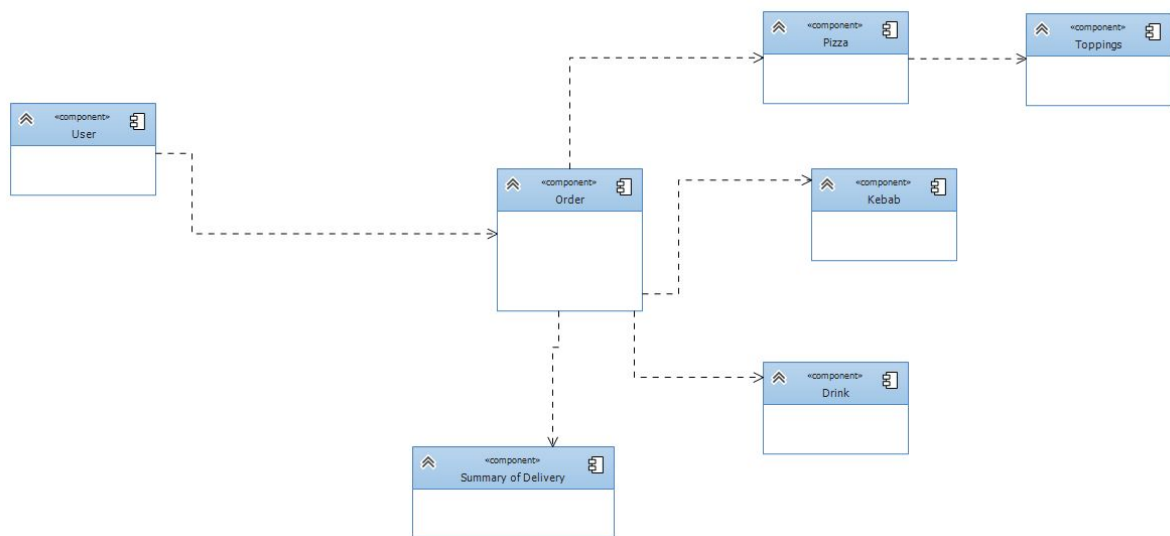 «component»
Pizza
«component»
Toppings
«component»
User
«component»
Order
«component»
Kebab
«component»
Drink
«component»
Summary of Delivery